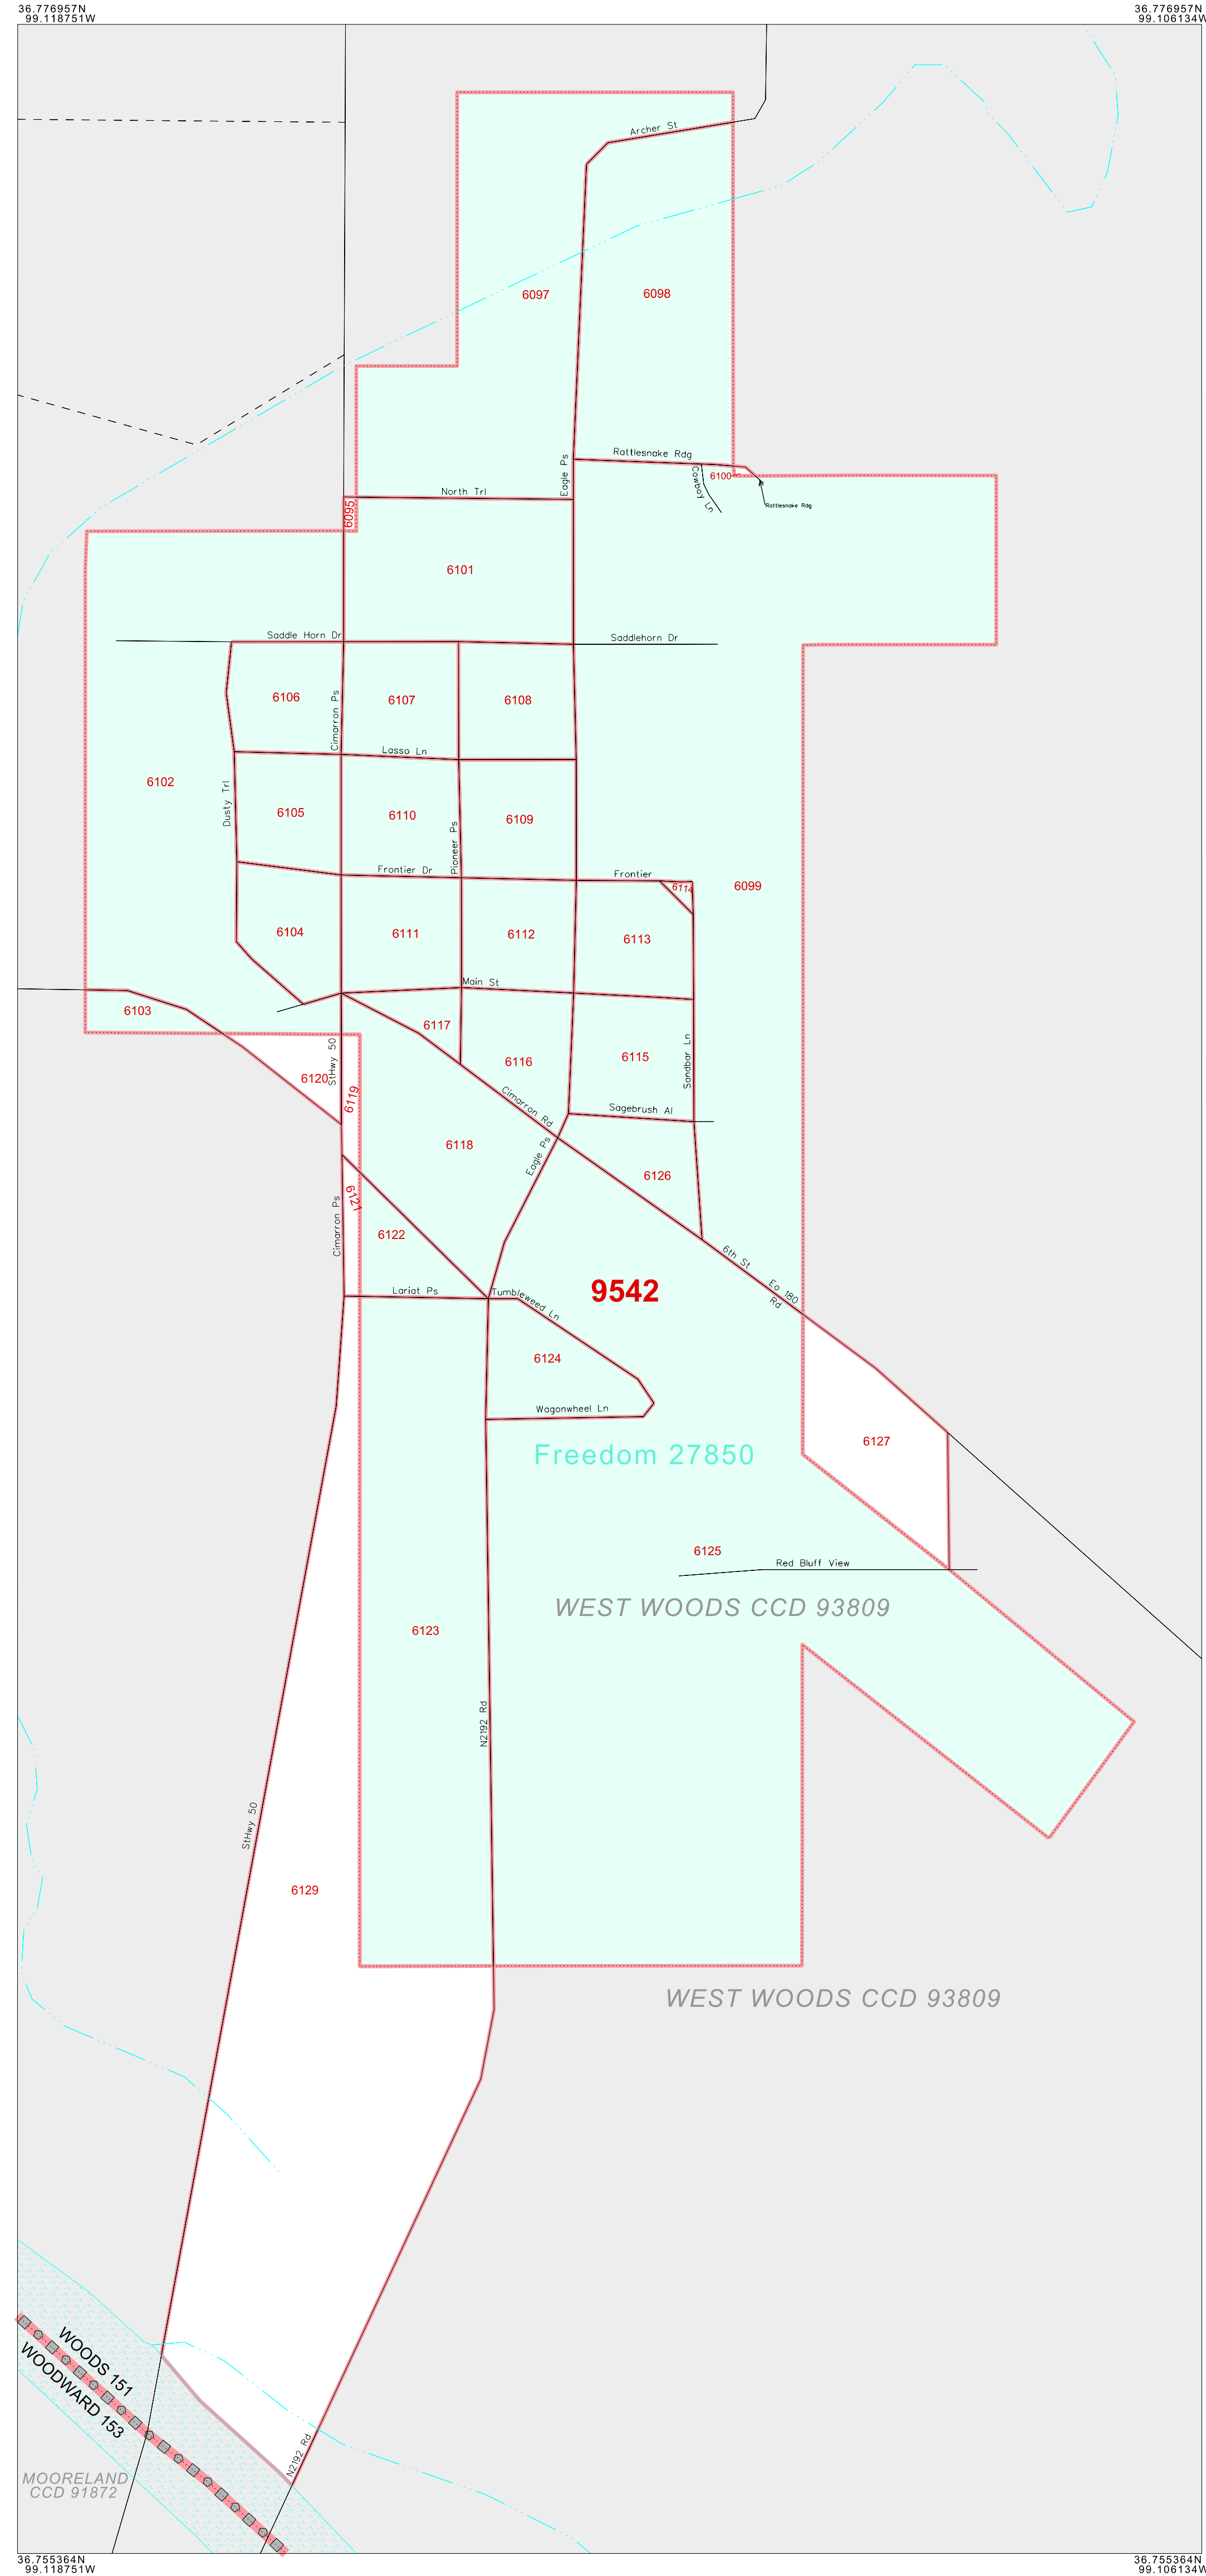 36.776957N
99.118751W
36.776957N
99.106134W
Archer St
6097
6098
Eagle Ps
Rattlesnake Rdg
6100
Cowboy Ln
Rattlesnake Rdg
North Trl
6095
6101
Saddle Horn Dr
Saddlehorn Dr
6106
Cimarron Ps
6107
6108
Lasso Ln
6102
Dusty Trl
6105
6110
Pioneer Ps
6109
Frontier Dr
Frontier
6114
6099
6104
6111
6112
6113
Main St
6103
6117
6116
6115
Sandbar Ln
StHwy 50
6120
6119
Cimarron Rd
Sagebrush Al
6118
Eagle Ps
6126
Cimarron Ps
6121
6122
6th St
Eo 180
Rd
Lariat Ps
Tumbleweed Ln
9542
6124
Wagonwheel Ln
Freedom 27850
6127
6125
Red Bluff View
WEST WOODS CCD 93809
6123
N2192 Rd
StHwy 50
6129
WEST WOODS CCD 93809
WOODS 151
WOODWARD 153
N2192 Rd
MOORELAND
CCD 91872
36.755364N
99.118751W
36.755364N
99.106134W